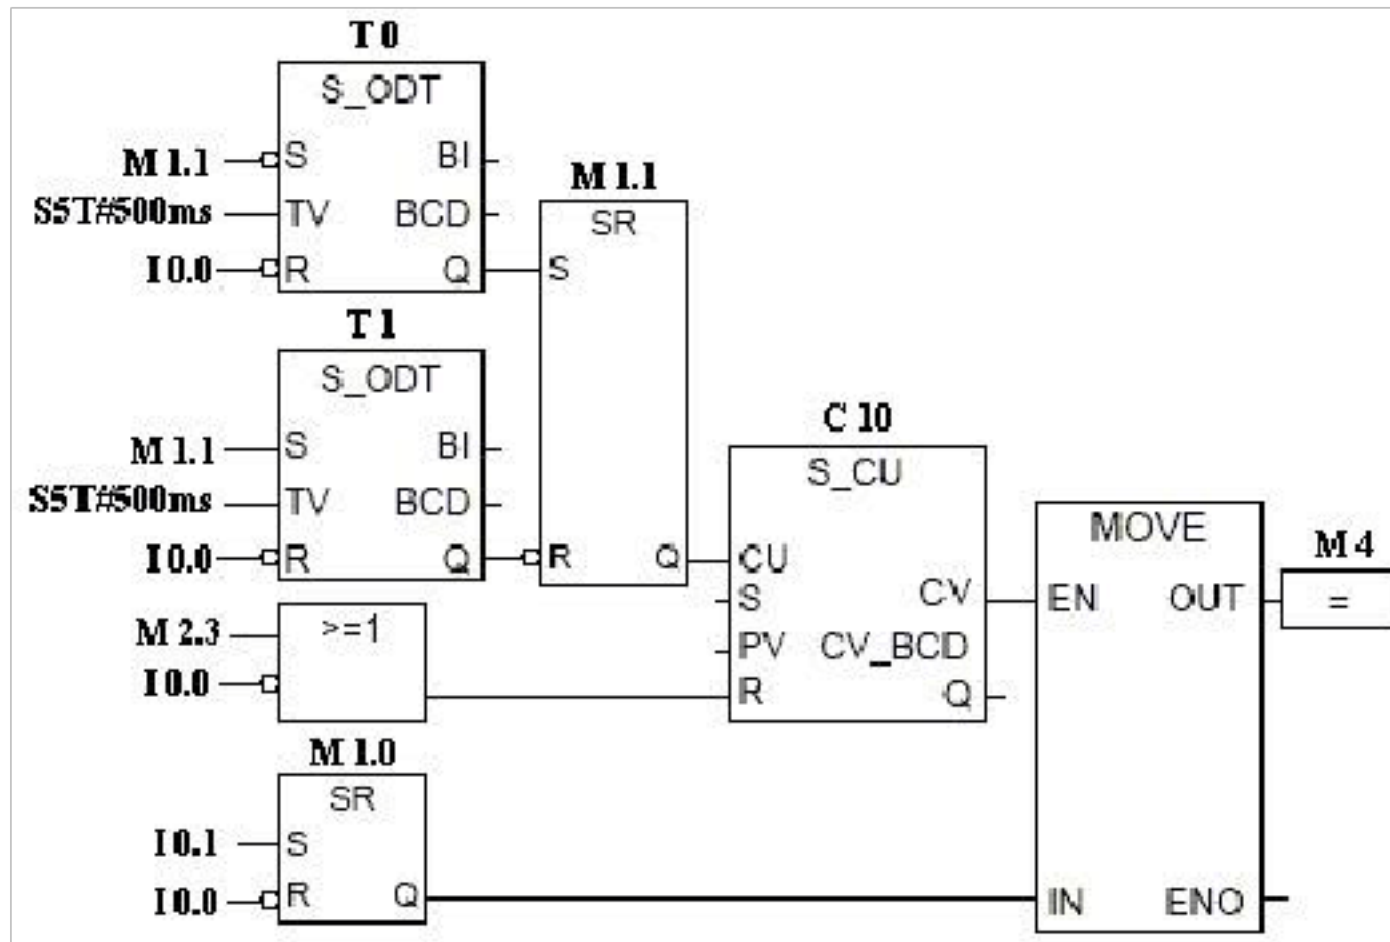 T 0
S_ODT
M 1.1 S BI
S5T#500ms TV BCD
I 0.0 R Q
M 1.1
SR
S
R Q
T 1
S_ODT
M 1.1 S BI
S5T#500ms TV BCD
I 0.0 R Q
M 2.3 >=1
I 0.0
C 10
S_CU
CU
S CV
PV CV_BCD
R Q
M 1.0
SR
I 0.1 S
I 0.0 R Q
MOVE
EN OUT
IN ENO
M 4
=